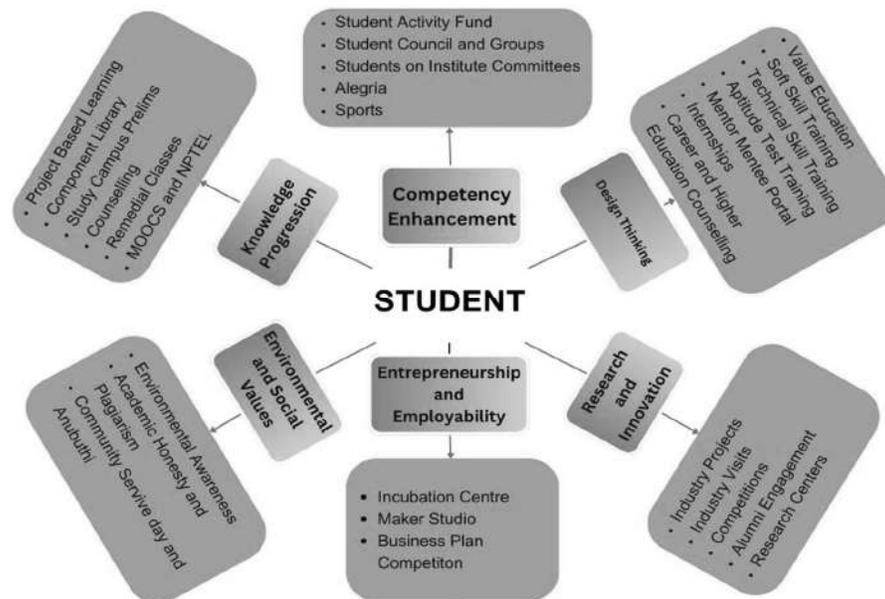 • Student Activity Fund
• Student Council and Groups
• Students on Institute Committees
• Alegria
• Sports
• Project Based Learning
• Component Library
• Study Campus Prelims
• Counselling
• Remedial Classes
• MOOCS and NPTEL
Knowledge
Progression
Competency
Enhancement
Design Thinking
• Value Education
• Soft Skill Training
• Technical Skill Training
• Aptitude Test Training
• Mentor Mentee Portal
• Internships
• Career and Higher
Education Counselling
STUDENT
Environmental
and Social
Values
• Environmental Awareness
• Academic Honesty and
Plagiarism
• Community Servive day and
Anubuthi
Entrepreneurship
and
Employability
• Incubation Centre
• Maker Studio
• Business Plan
Competiton
Research
and
Innovation
• Industry Projects
• Industry Visits
• Competitions
• Alumni Engagement
• Research Centers